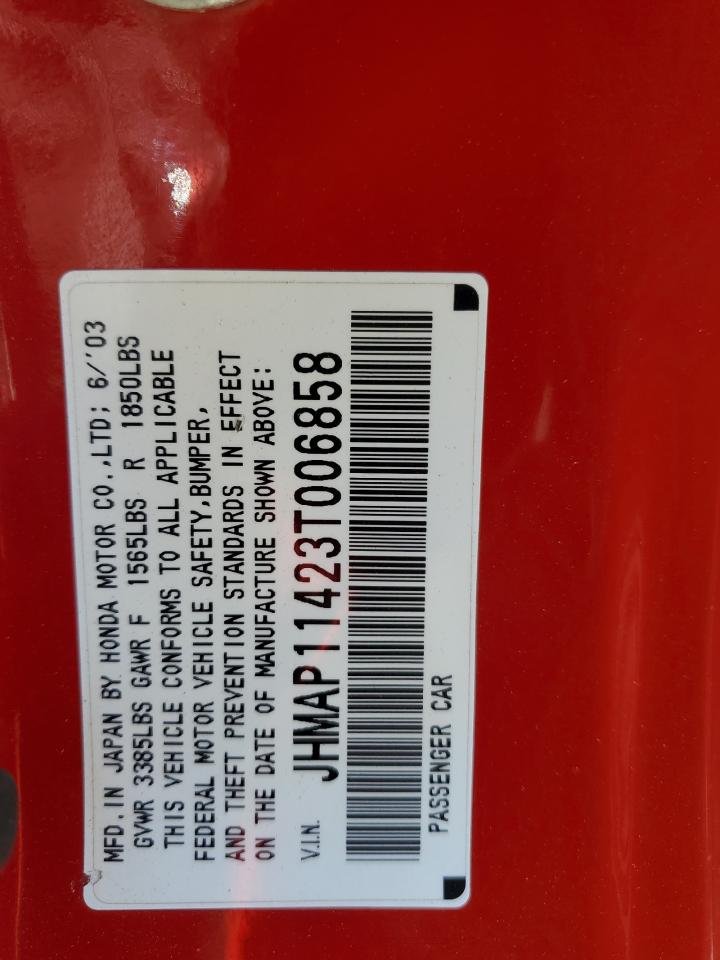 MFD. IN JAPAN BY HONDA MOTOR CO.,LTD; 6/'03
GVWR 3385LBS GAWR F 1565LBS R 1850LBS
THIS VEHICLE CONFORMS TO ALL APPLICABLE
FEDERAL MOTOR VEHICLE SAFETY,BUMPER,
AND THEFT PREVENTION STANDARDS IN EFFECT
ON THE DATE OF MANUFACTURE SHOWN ABOVE:
V.I.N. JHMAP11423T006858
PASSENGER CAR